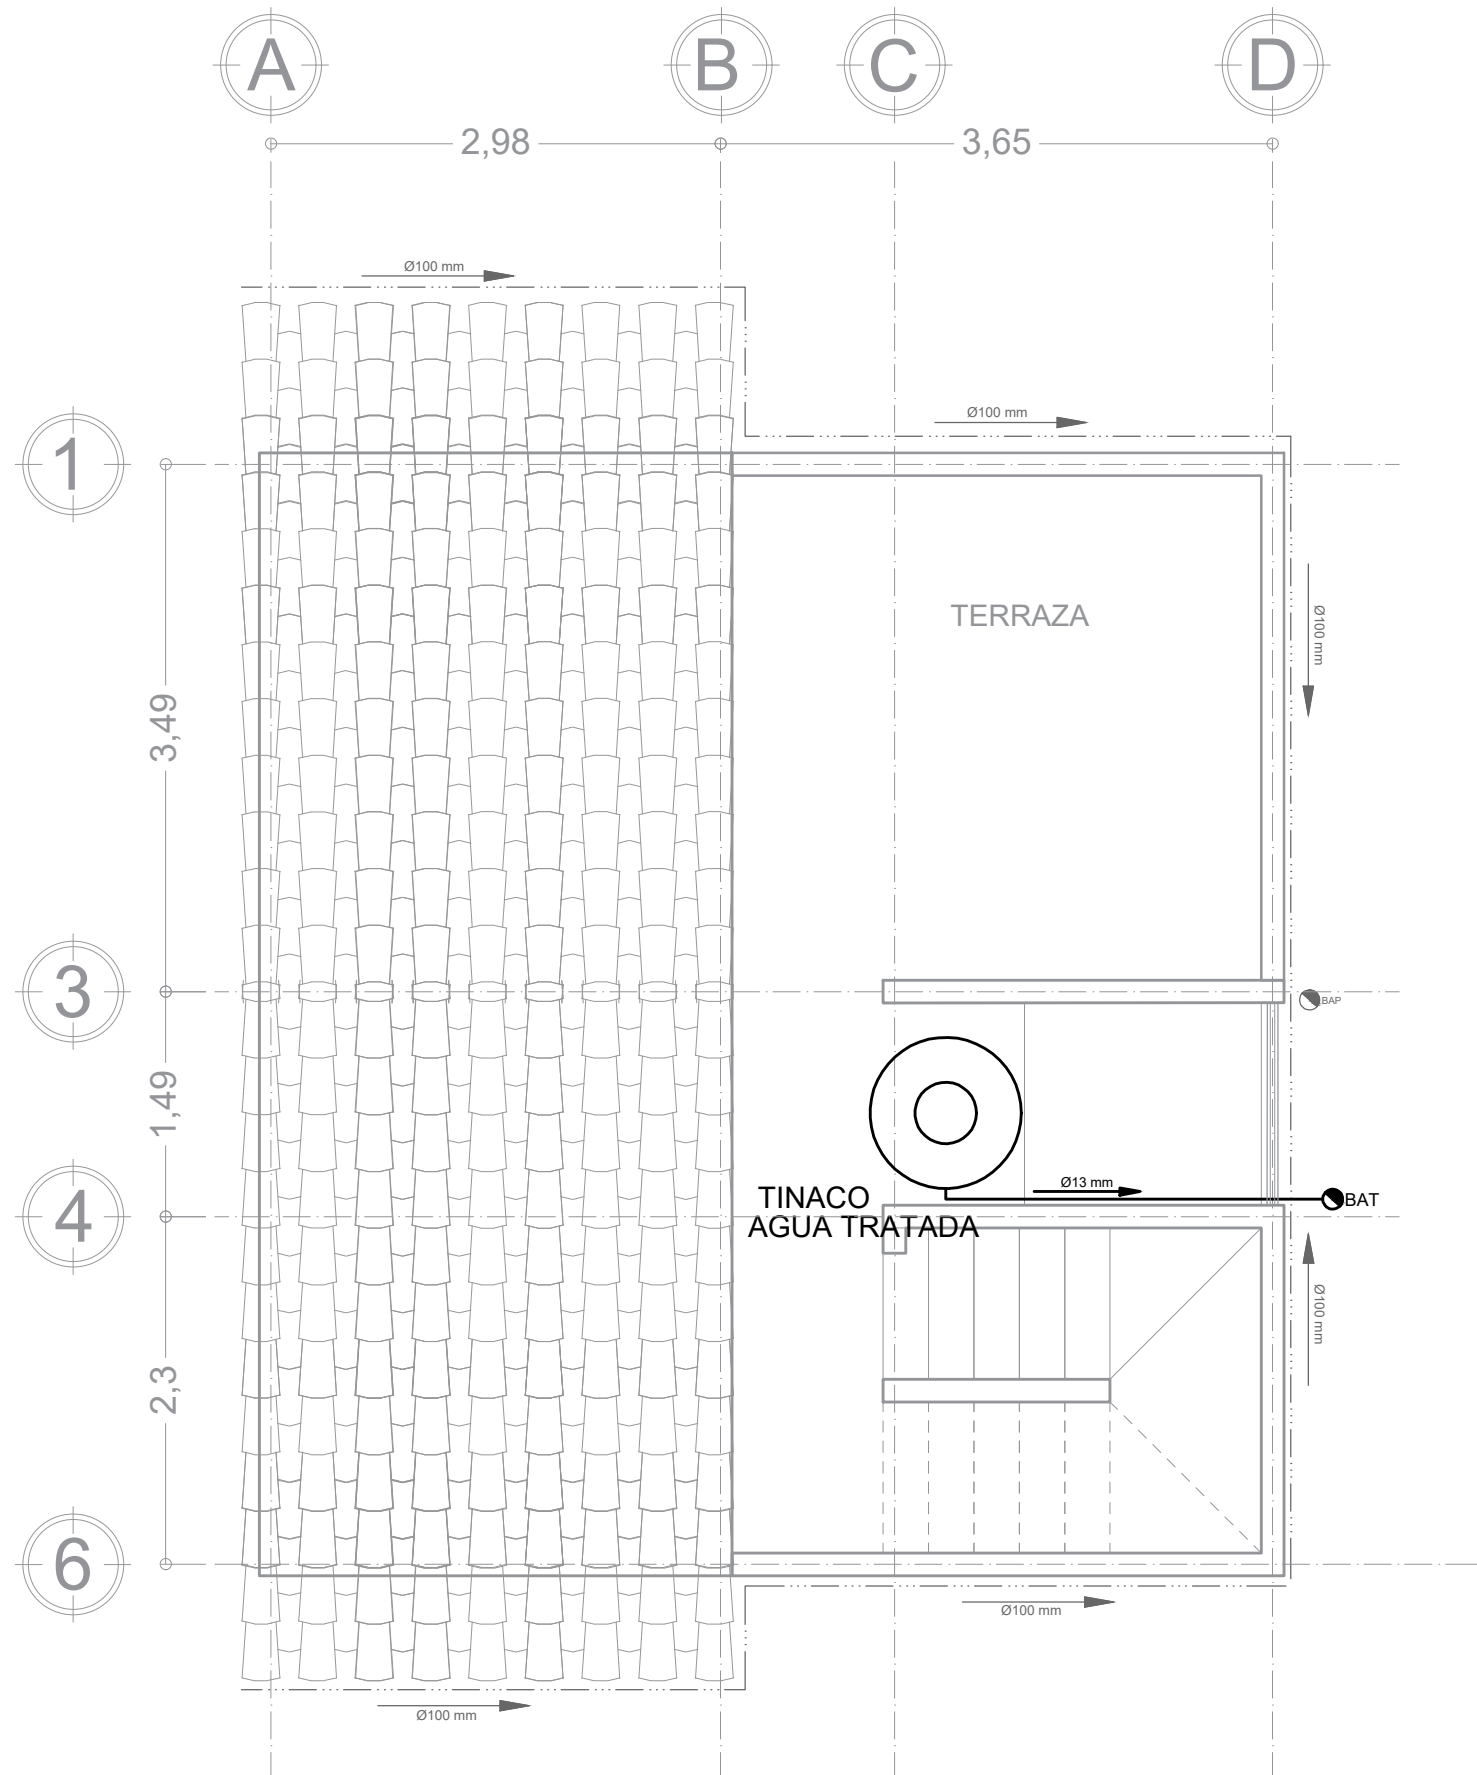 A
B
C
D
2,98
3,65
Ø100 mm
Ø100 mm
1
TERRAZA
Ø100 mm
3,49
3
BAP
1,49
Ø13 mm
4
TINACO
BAT
AGUA TRATADA
Ø100 mm
2,3
6
Ø100 mm
Ø100 mm